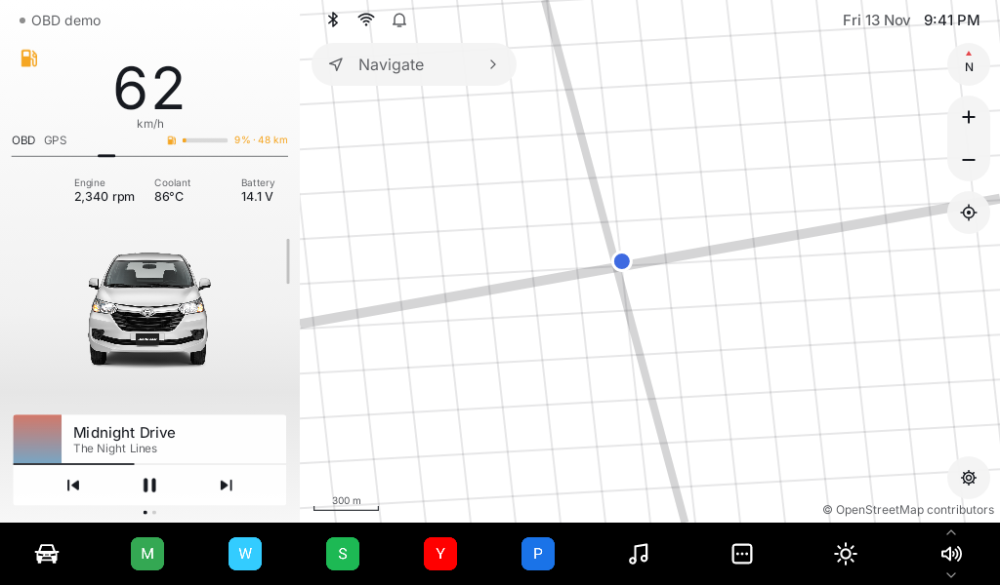 OBD demo
Fri 13 Nov 9:41 PM
Navigate
N
62
km/h
OBD GPS
9% · 48 km
Engine Coolant Battery
2,340 rpm 86°C 14.1 V
Midnight Drive
The Night Lines
300 m
© OpenStreetMap contributors
M W S Y P